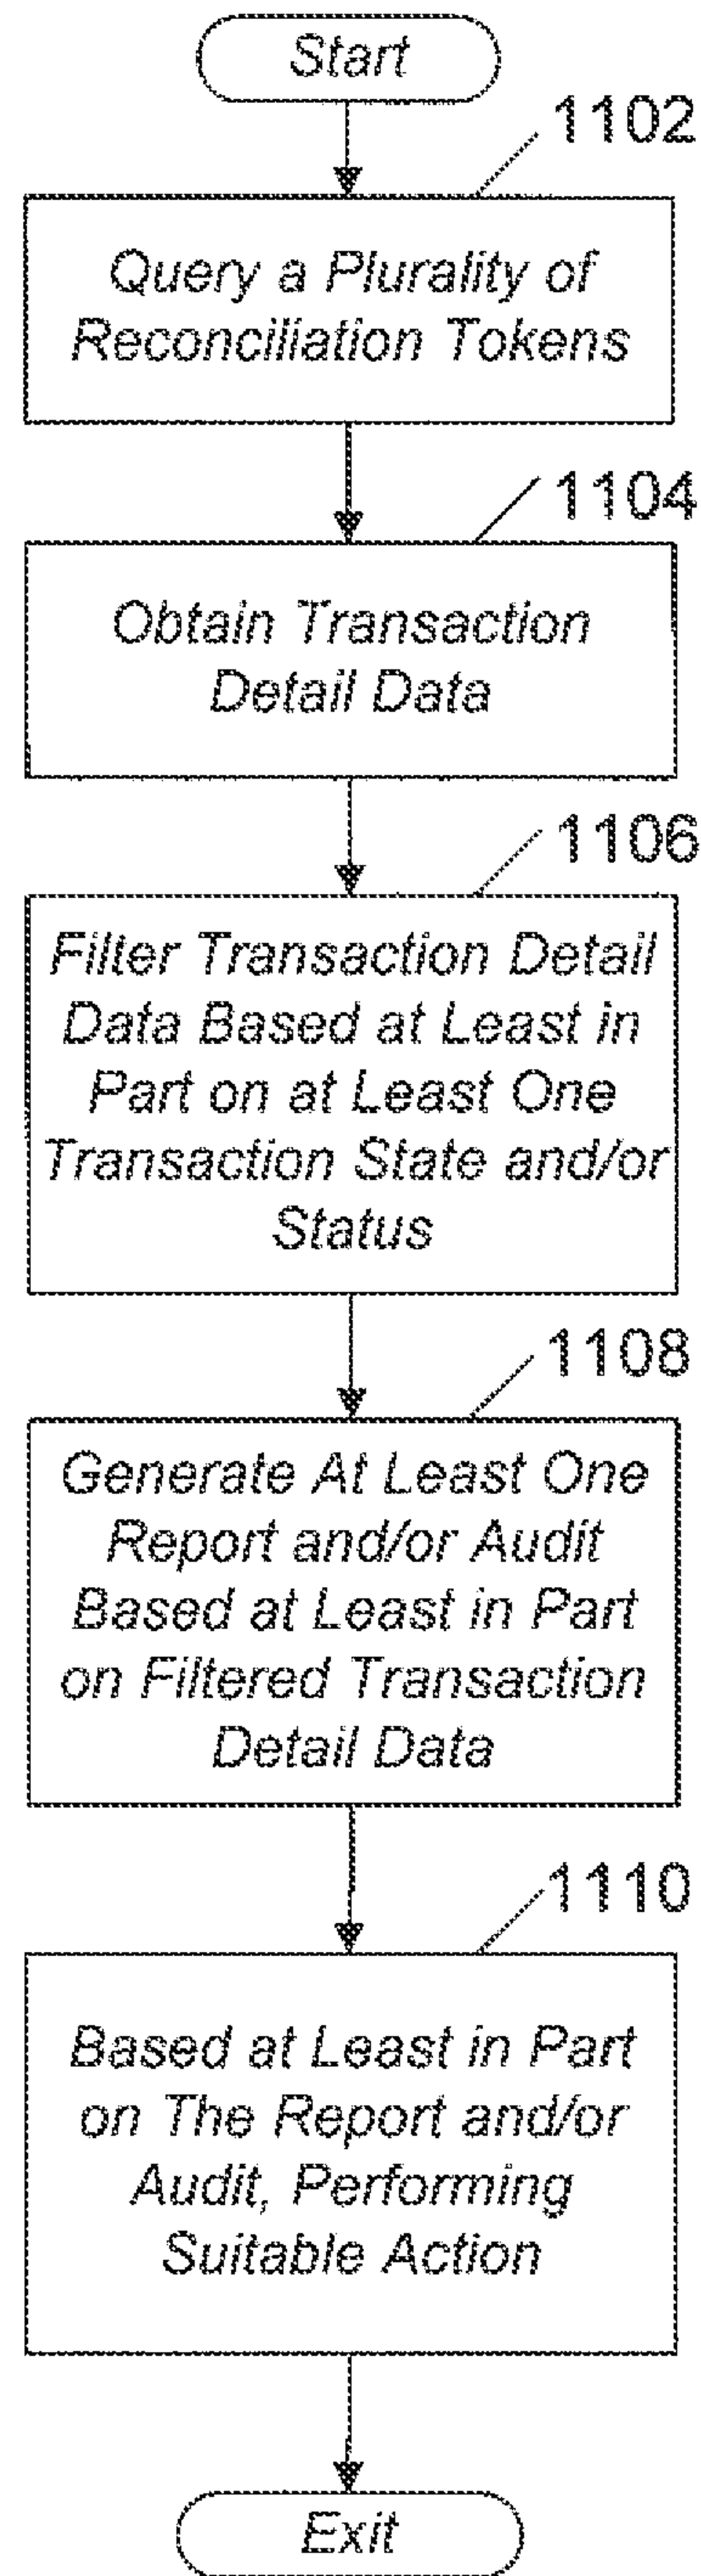 Start
1102
Query a Plurality of
Reconciliation Tokens
1104
Obtain Transaction
Detail Data
1106
Filter Transaction Detail
Data Based at Least in
Part on at Least One
Transaction State and/or
Status
1108
Generate At Least One
Report and/or Audit
Based at Least in Part
on Filtered Transaction
Detail Data
1110
Based at Least in Part
on The Report and/or
Audit, Performing
Suitable Action
Exit